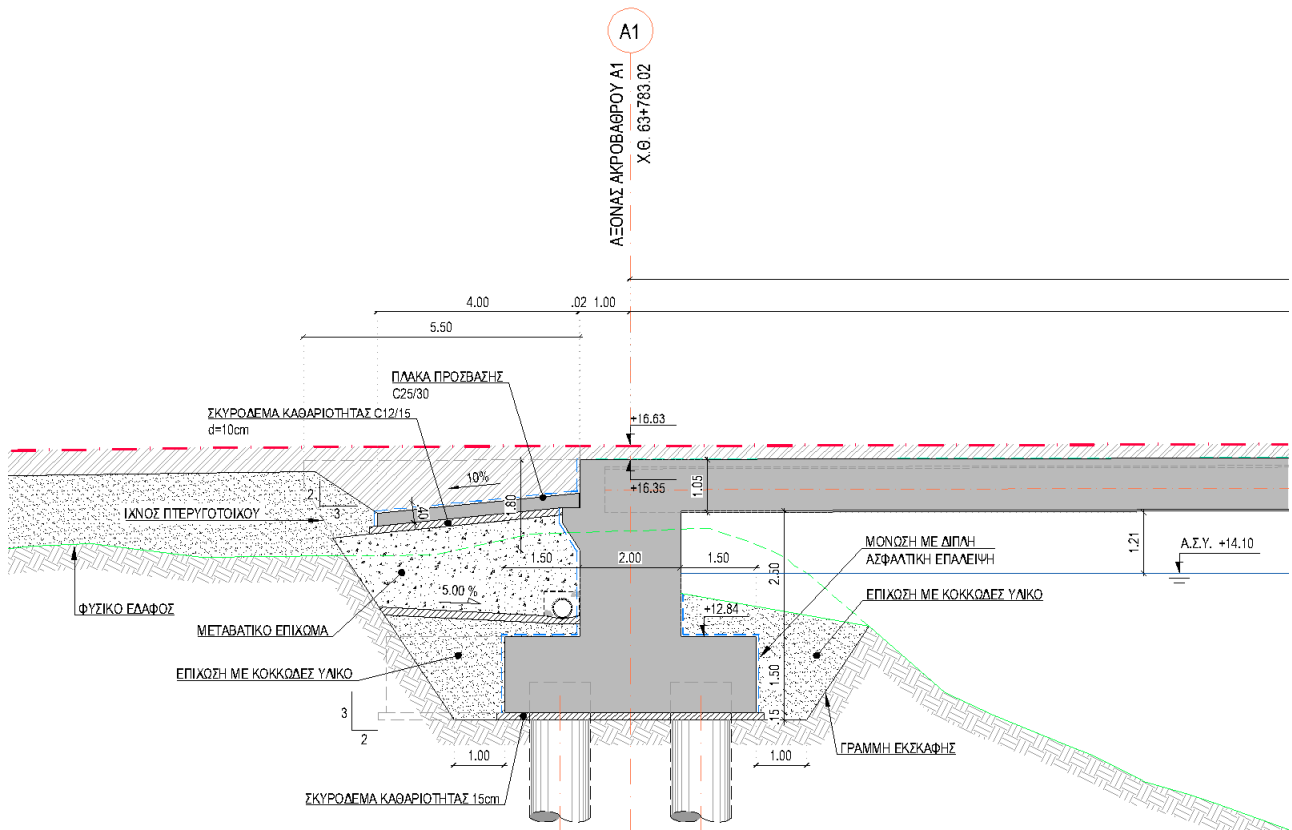 A1
ΑΞΟΝΑΣ ΑΚΡΟΒΑΘΡΟΥ A1
Χ.Θ. 63+783.02
4.00
.02
1.00
5.50
ΠΛΑΚΑ ΠΡΟΣΒΑΣΗΣ
C25/30
ΣΚΥΡΟΔΕΜΑ ΚΑΘΑΡΙΟΤΗΤΑΣ C12/15
d=10cm
+16.63
+16.35
10%
1.80
1.05
.40
2
3
ΙΧΝΟΣ ΠΤΕΡΥΓΟΤΟΙΧΟΥ
ΜΟΝΩΣΗ ΜΕ ΔΙΠΛΗ
ΑΣΦΑΛΤΙΚΗ ΕΠΑΛΕΙΨΗ
1.21
Α.Σ.Υ. +14.10
1.50
2.00
1.50
2.50
5.00 %
ΕΠΙΧΩΣΗ ΜΕ ΚΟΚΚΩΔΕΣ ΥΛΙΚΟ
ΦΥΣΙΚΟ ΕΔΑΦΟΣ
+12.84
ΜΕΤΑΒΑΤΙΚΟ ΕΠΙΧΩΜΑ
ΕΠΙΧΩΣΗ ΜΕ ΚΟΚΚΩΔΕΣ ΥΛΙΚΟ
1.50
3
2
.15
ΓΡΑΜΜΗ ΕΚΣΚΑΦΗΣ
1.00
1.00
ΣΚΥΡΟΔΕΜΑ ΚΑΘΑΡΙΟΤΗΤΑΣ 15cm